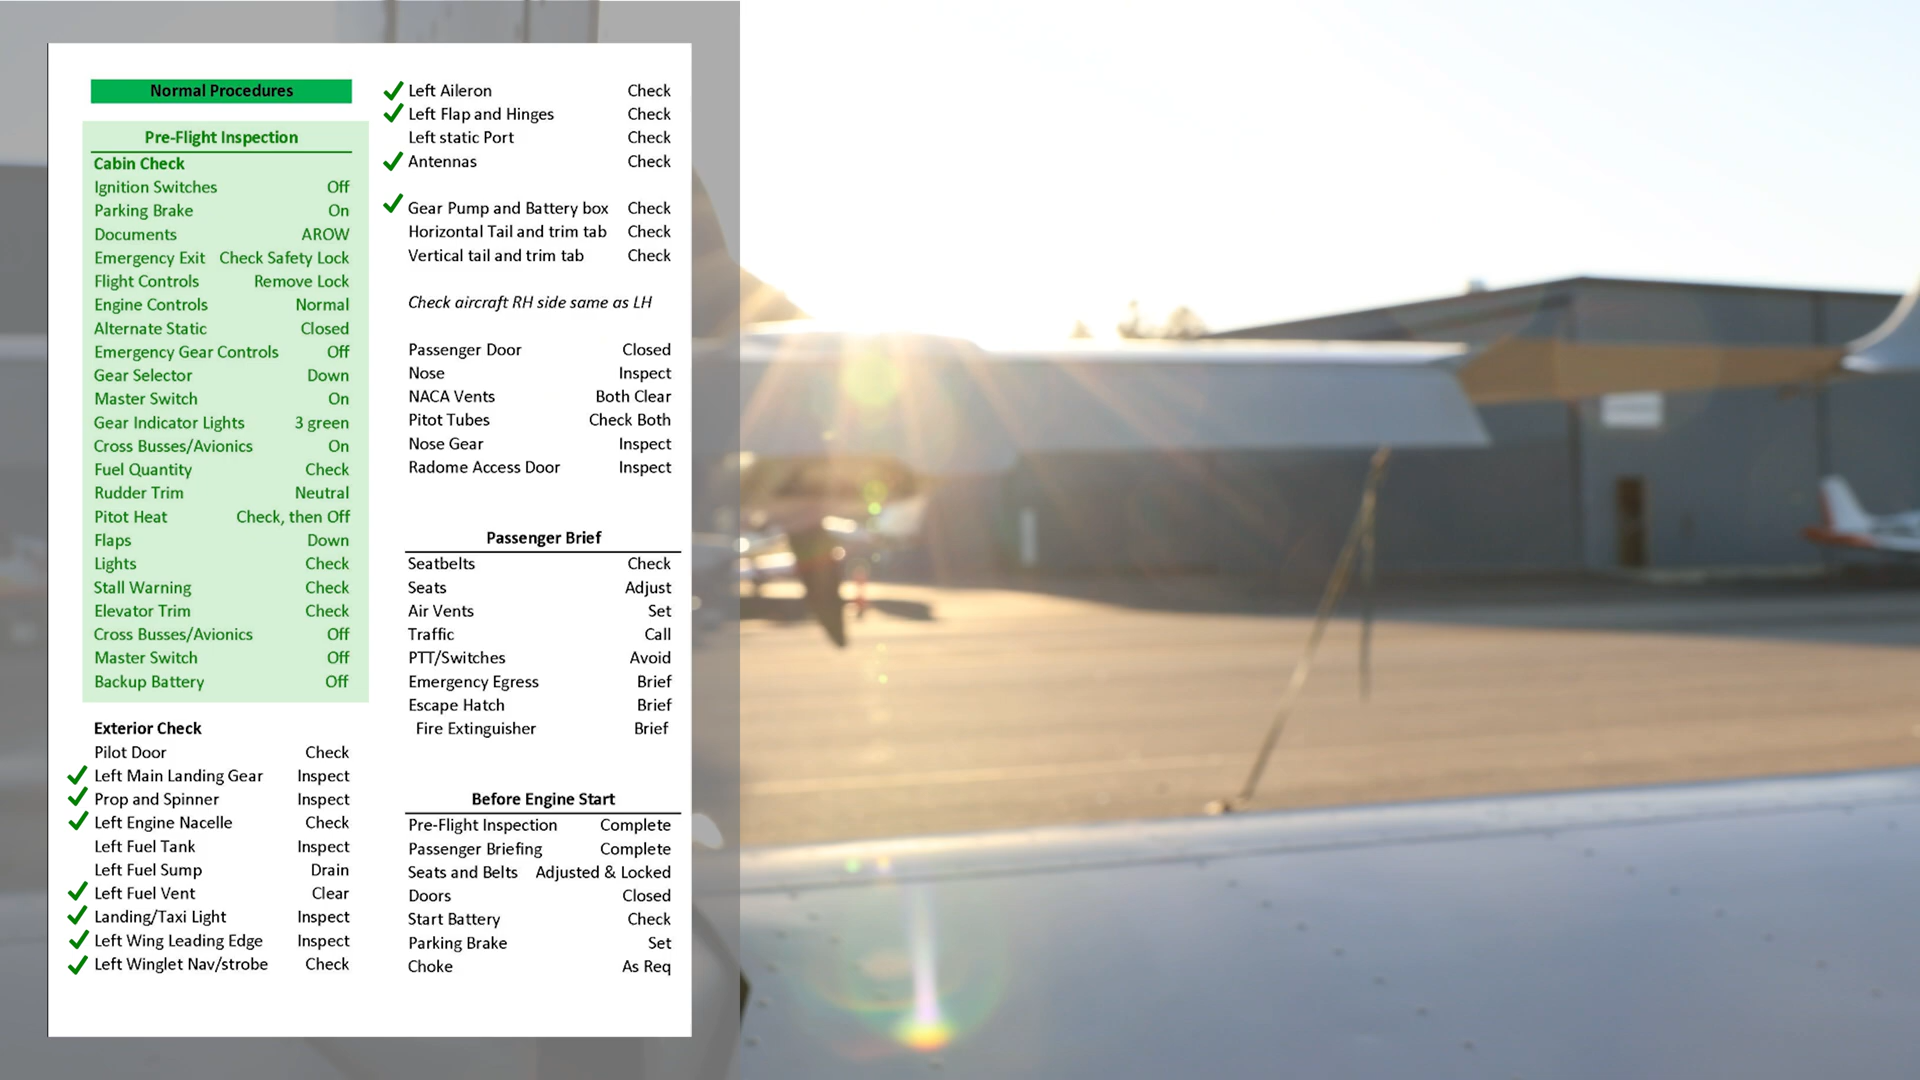 Normal Procedures
Pre-Flight Inspection
Cabin Check
Ignition Switches Off
Parking Brake On
Documents AROW
Emergency Exit Check Safety Lock
Flight Controls Remove Lock
Engine Controls Normal
Alternate Static Closed
Emergency Gear Controls Off
Gear Selector Down
Master Switch On
Gear Indicator Lights 3 green
Cross Busses/Avionics On
Fuel Quantity Check
Rudder Trim Neutral
Pitot Heat Check, then Off
Flaps Down
Lights Check
Stall Warning Check
Elevator Trim Check
Cross Busses/Avionics Off
Master Switch Off
Backup Battery Off
Exterior Check
Pilot Door Check
Left Main Landing Gear Inspect
Prop and Spinner Inspect
Left Engine Nacelle Check
Left Fuel Tank Inspect
Left Fuel Sump Drain
Left Fuel Vent Clear
Landing/Taxi Light Inspect
Left Wing Leading Edge Inspect
Left Winglet Nav/strobe Check
Left Aileron Check
Left Flap and Hinges Check
Left static Port Check
Antennas Check
Gear Pump and Battery box Check
Horizontal Tail and trim tab Check
Vertical tail and trim tab Check
Check aircraft RH side same as LH
Passenger Door Closed
Nose Inspect
NACA Vents Both Clear
Pitot Tubes Check Both
Nose Gear Inspect
Radome Access Door Inspect
Passenger Brief
Seatbelts Check
Seats Adjust
Air Vents Set
Traffic Call
PTT/Switches Avoid
Emergency Egress Brief
Escape Hatch Brief
Fire Extinguisher Brief
Before Engine Start
Pre-Flight Inspection Complete
Passenger Briefing Complete
Seats and Belts Adjusted & Locked
Doors Closed
Start Battery Check
Parking Brake Set
Choke As Req